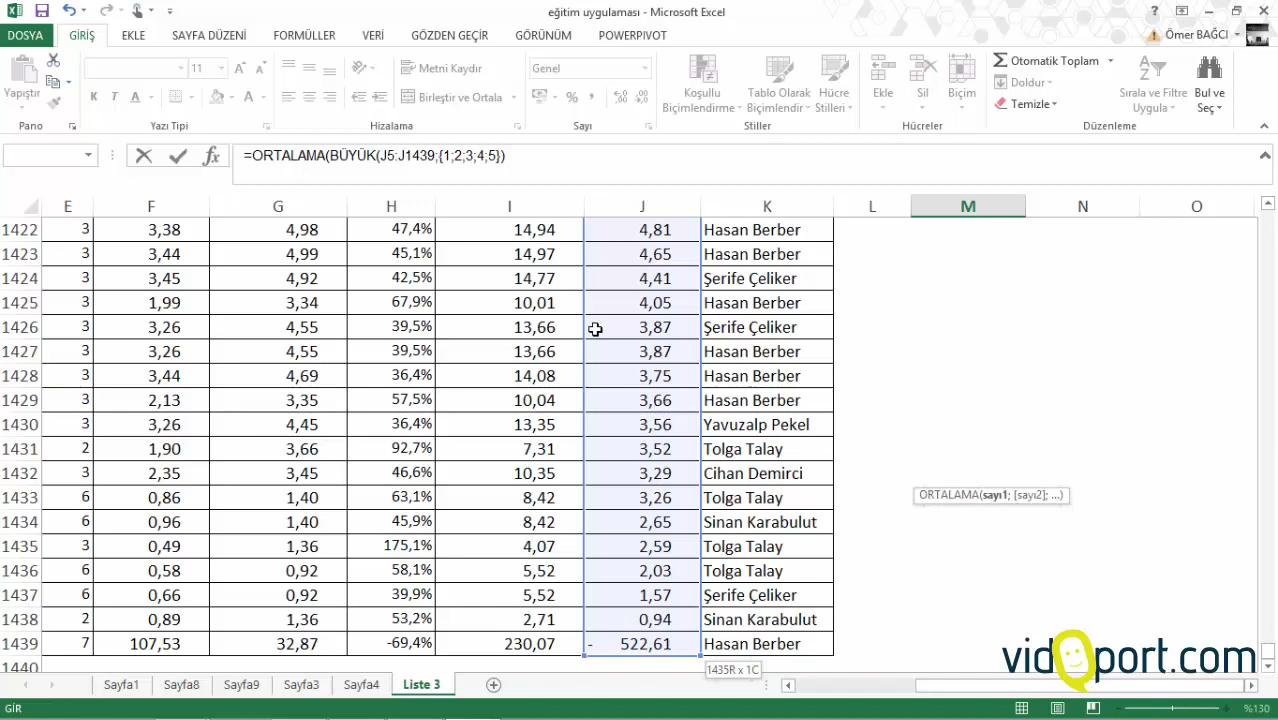 eğitim uygulaması - Microsoft Excel
DOSYA GİRİŞ EKLE SAYFA DÜZENİ FORMÜLLER VERİ GÖZDEN GEÇİR GÖRÜNÜM POWERPIVOT Ömer BAĞCI
Yapıştır
11
Metni Kaydır
Birleştir ve Ortala
Genel
Koşullu Biçimlendirme
Tablo Olarak Biçimlendir
Hücre Stilleri
Ekle
Sil
Biçim
Otomatik Toplam
Doldur
Temizle
Sırala ve Filtre Uygula
Bul ve Seç
Pano Yazı Tipi Hizalama Sayı Stiller Hücreler Düzenleme
=ORTALAMA(BÜYÜK(J5:J1439;{1;2;3;4;5})
E F G H I J K L M N O
1422 3 3,38 4,98 47,4% 14,94 4,81 Hasan Berber
1423 3 3,44 4,99 45,1% 14,97 4,65 Hasan Berber
1424 3 3,45 4,92 42,5% 14,77 4,41 Şerife Çeliker
1425 3 1,99 3,34 67,9% 10,01 4,05 Hasan Berber
1426 3 3,26 4,55 39,5% 13,66 3,87 Şerife Çeliker
1427 3 3,26 4,55 39,5% 13,66 3,87 Hasan Berber
1428 3 3,44 4,69 36,4% 14,08 3,75 Hasan Berber
1429 3 2,13 3,35 57,5% 10,04 3,66 Hasan Berber
1430 3 3,26 4,45 36,4% 13,35 3,56 Yavuzalp Pekel
1431 2 1,90 3,66 92,7% 7,31 3,52 Tolga Talay
1432 3 2,35 3,45 46,6% 10,35 3,29 Cihan Demirci
1433 6 0,86 1,40 63,1% 8,42 3,26 Tolga Talay
ORTALAMA(sayı1; [sayı2]; ...)
1434 6 0,96 1,40 45,9% 8,42 2,65 Sinan Karabulut
1435 3 0,49 1,36 175,1% 4,07 2,59 Tolga Talay
1436 6 0,58 0,92 58,1% 5,52 2,03 Tolga Talay
1437 6 0,66 0,92 39,9% 5,52 1,57 Şerife Çeliker
1438 2 0,89 1,36 53,2% 2,71 0,94 Sinan Karabulut
1439 7 107,53 32,87 -69,4% 230,07 - 522,61 Hasan Berber
1440
1435R x 1C
vidoport.com
Sayfa1 Sayfa8 Sayfa9 Sayfa3 Sayfa4 Liste 3
GİR %130